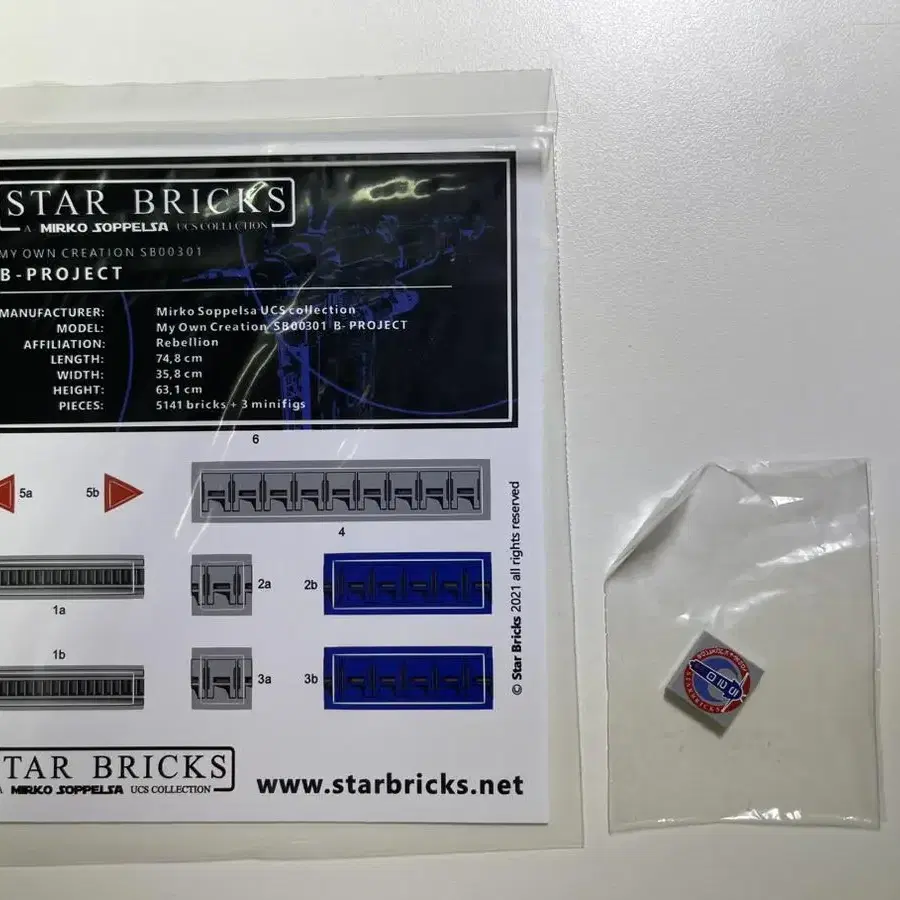 STAR BRICKS
A MIRKO SOPPELSA UCS COLLECTION
MY OWN CREATION SB00301
B-PROJECT
MANUFACTURER: Mirko Soppelsa UCS collection
MODEL: My Own Creation SB00301 B-PROJECT
AFFILIATION: Rebellion
LENGTH: 74,8 cm
WIDTH: 35,8 cm
HEIGHT: 63,1 cm
PIECES: 5141 bricks + 3 minifigs
6
5a
5b
4
2a
2b
1a
1b
3a
3b
© Star Bricks 2021 all rights reserved
TAR BRICKS
A MIRKO SOPPELSA UCS COLLECTION
www.starbricks.net